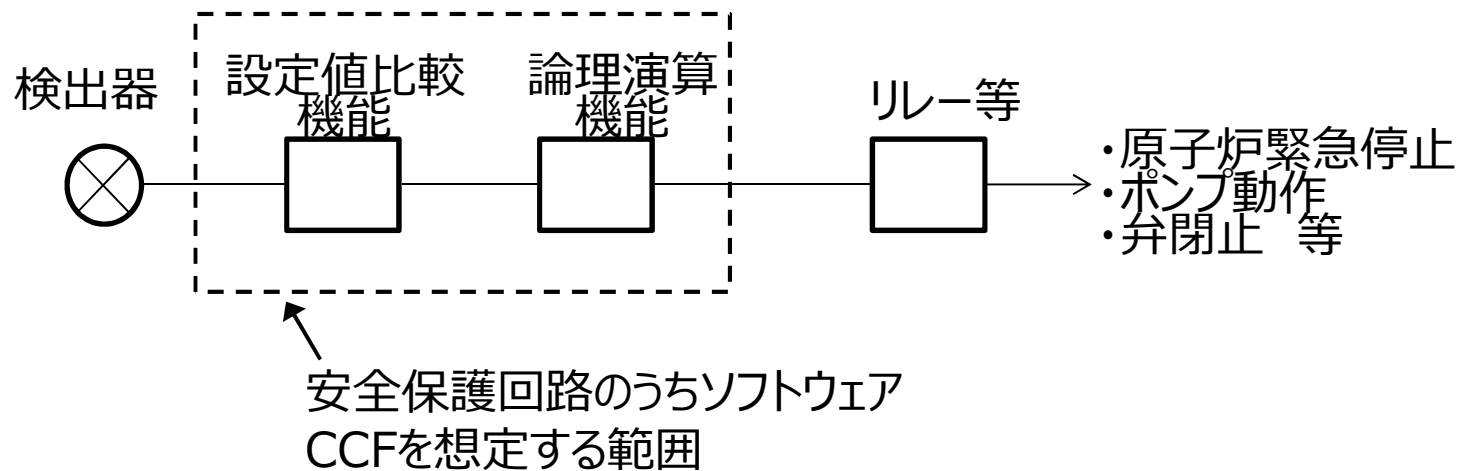 検出器
設定値比較
機能
論理演算
機能
リレー等
・原子炉緊急停止
・ポンプ動作
・弁閉止　等
安全保護回路のうちソフトウェア
CCFを想定する範囲